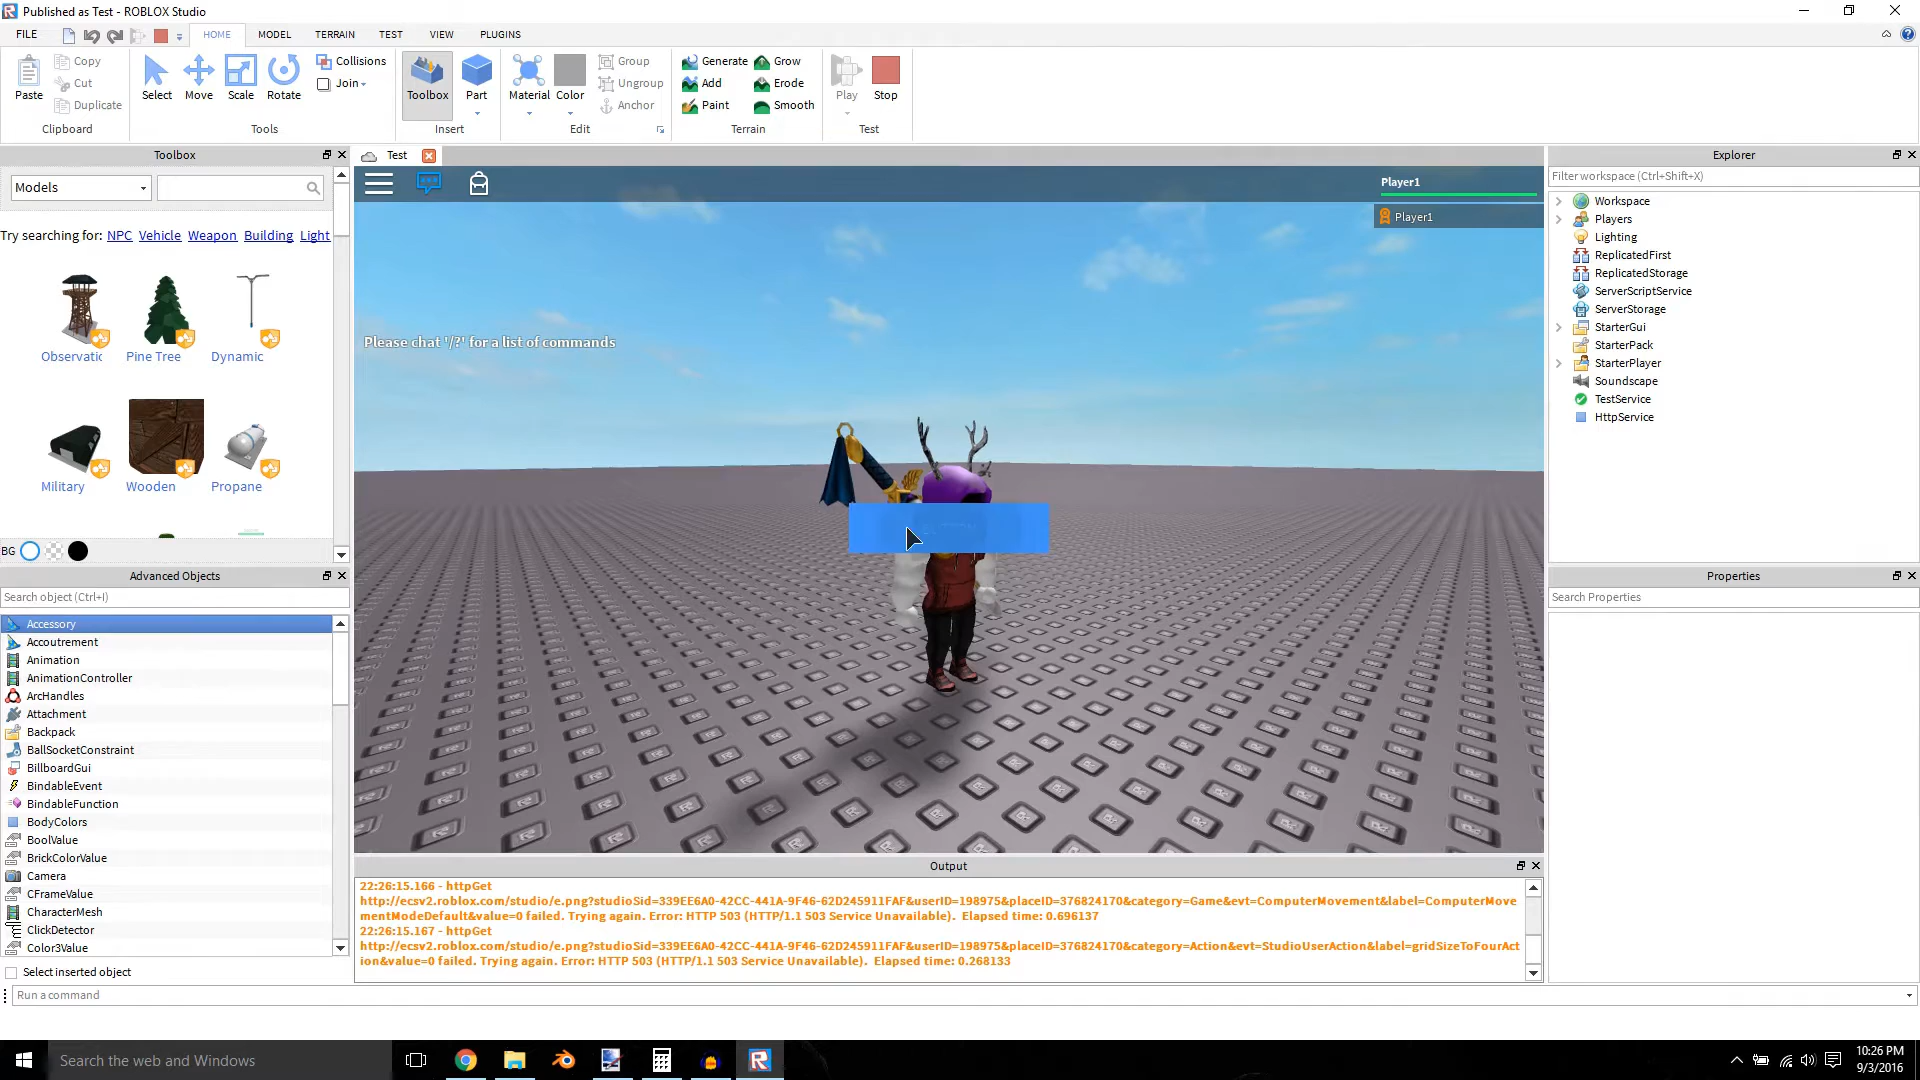 Published as Test - ROBLOX Studio
FILE
HOME
MODEL
TERRAIN
TEST
VIEW
PLUGINS
Paste
Copy
Cut
Duplicate
Clipboard
Select
Move
Scale
Rotate
Collisions
Join
Tools
Toolbox
Part
Insert
Material
Color
Group
Ungroup
Anchor
Edit
Generate
Add
Paint
Grow
Erode
Smooth
Terrain
Play
Stop
Test
Toolbox
Models
Try searching for: NPC Vehicle Weapon Building Light
Observatic
Pine Tree
Dynamic
Military
Wooden
Propane
BG
Advanced Objects
Search object (Ctrl+I)
Accessory
Accoutrement
Animation
AnimationController
ArcHandles
Attachment
Backpack
BallSocketConstraint
BillboardGui
BindableEvent
BindableFunction
BodyColors
BoolValue
BrickColorValue
Camera
CFrameValue
CharacterMesh
ClickDetector
Color3Value
Select inserted object
Run a command
Test
Player1
Player1
Please chat '/?' for a list of commands
Output
22:26:15.166 - httpGet
http://ecsv2.roblox.com/studio/e.png?studioSid=339EE6A0-42CC-441A-9F46-62D245911FAF&userID=198975&placeID=376824170&category=Game&evt=ComputerMovement&label=ComputerMove
mentModeDefault&value=0 failed. Trying again. Error: HTTP 503 (HTTP/1.1 503 Service Unavailable). Elapsed time: 0.696137
22:26:15.167 - httpGet
http://ecsv2.roblox.com/studio/e.png?studioSid=339EE6A0-42CC-441A-9F46-62D245911FAF&userID=198975&placeID=376824170&category=Action&evt=StudioUserAction&label=gridSizeToFourAct
ion&value=0 failed. Trying again. Error: HTTP 503 (HTTP/1.1 503 Service Unavailable). Elapsed time: 0.268133
Explorer
Filter workspace (Ctrl+Shift+X)
Workspace
Players
Lighting
ReplicatedFirst
ReplicatedStorage
ServerScriptService
ServerStorage
StarterGui
StarterPack
StarterPlayer
Soundscape
TestService
HttpService
Properties
Search Properties
Search the web and Windows
10:26 PM
9/3/2016